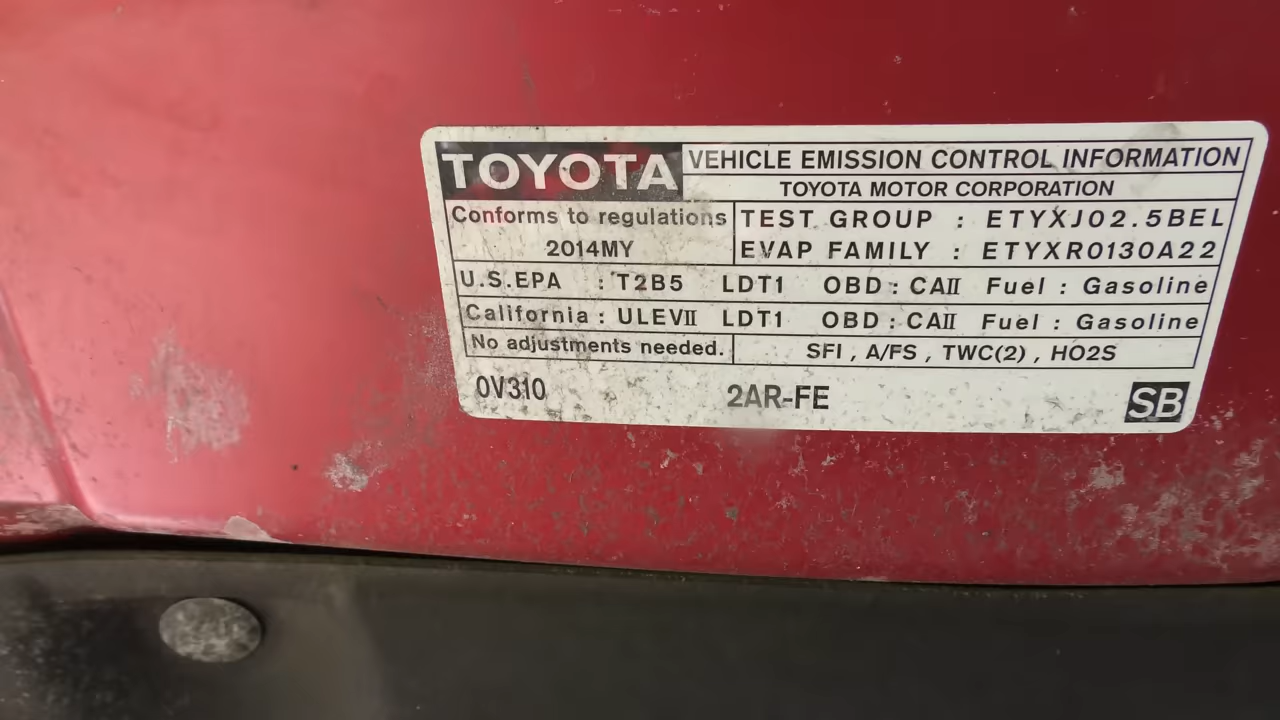 TOYOTA VEHICLE EMISSION CONTROL INFORMATION
TOYOTA MOTOR CORPORATION
Conforms to regulations
2014MY
TEST GROUP : ETYXJ02.5BEL
EVAP FAMILY : ETYXR0130A22
U.S.EPA : T2B5 LDT1 OBD : CAII Fuel : Gasoline
California : ULEVII LDT1 OBD : CAII Fuel : Gasoline
No adjustments needed. SFI , A/FS , TWC(2) , HO2S
0V310 2AR-FE SB